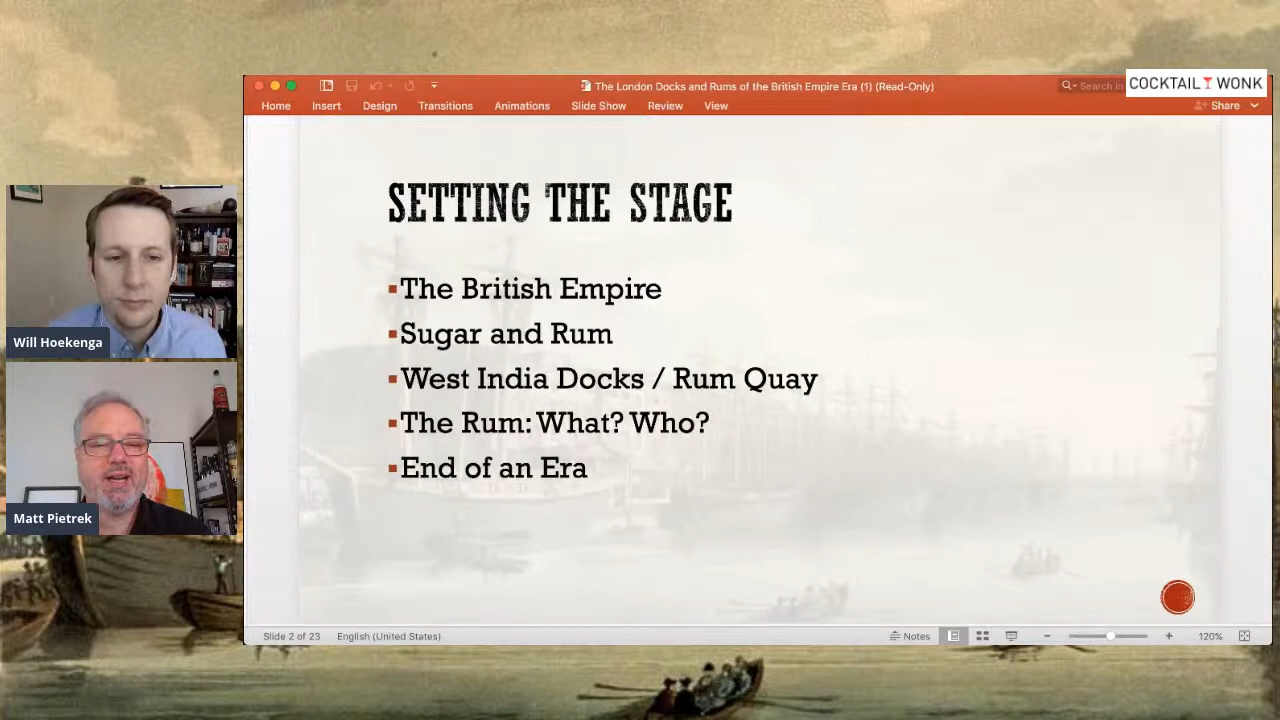 The London Docks and Rums of the British Empire Era (1) (Read-Only)
Search in
COCKTAIL WONK
Home Insert Design Transitions Animations Slide Show Review View
Share
SETTING THE STAGE
The British Empire
Sugar and Rum
West India Docks / Rum Quay
The Rum: What? Who?
End of an Era
Will Hoekenga
Matt Pietrek
Slide 2 of 23 English (United States) Notes 120%